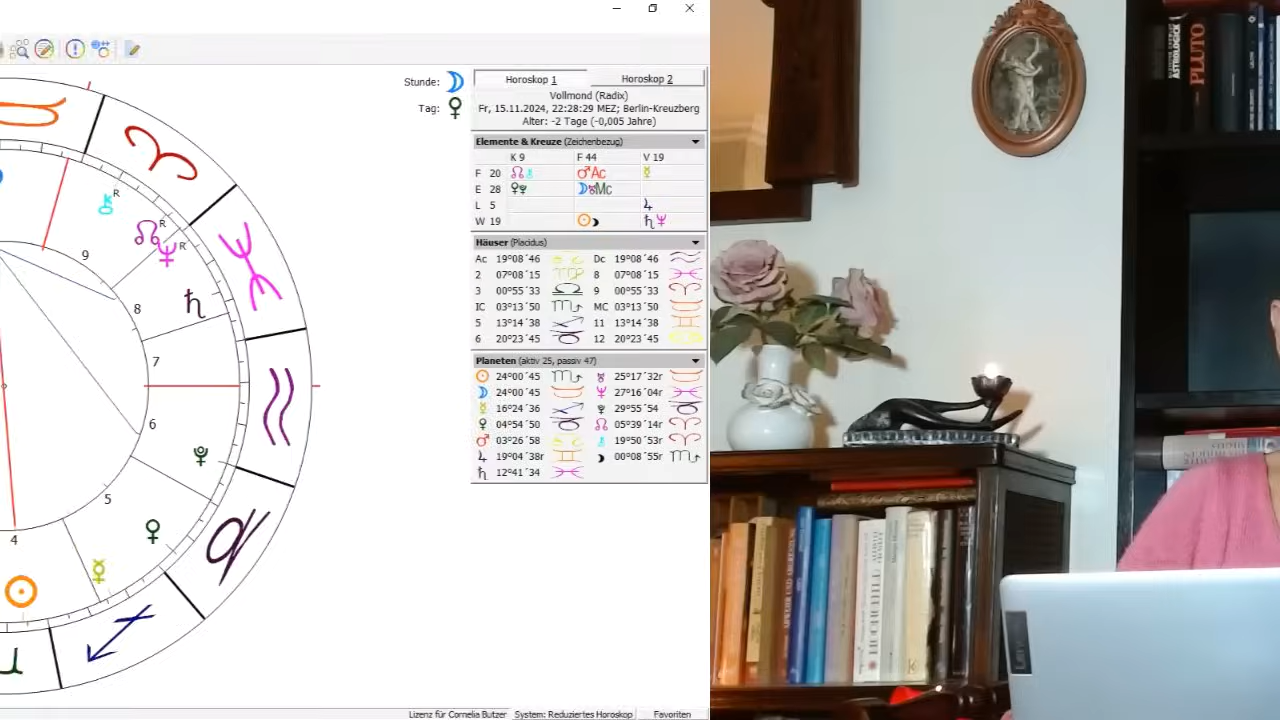 Stunde:
Tag:
Horoskop 1
Horoskop 2
Vollmond (Radix)
Fr, 15.11.2024, 22:28:29 MEZ; Berlin-Kreuzberg
Alter: -2 Tage (-0,005 Jahre)
Elemente & Kreuze (Zeichenbezug)
K 9 F 44 V 19
F 20 Ac
E 28 Mc
L 5
W 19
Häuser (Placidus)
Ac 19°08´46 Dc 19°08´46
2 07°08´15 8 07°08´15
3 00°55´33 9 00°55´33
IC 03°13´50 MC 03°13´50
5 13°14´38 11 13°14´38
6 20°23´45 12 20°23´45
Planeten (aktiv 25, passiv 47)
24°00´45 25°17´32r
24°00´45 27°16´04r
16°24´36 29°55´54
04°54´50 05°39´14r
03°26´58 19°50´53r
19°04´38r 00°08´55r
12°41´34
R
R
R
9
8
7
6
5
4
Lizenz für Cornelia Butzer System: Reduziertes Horoskop Favoriten
PLUTO